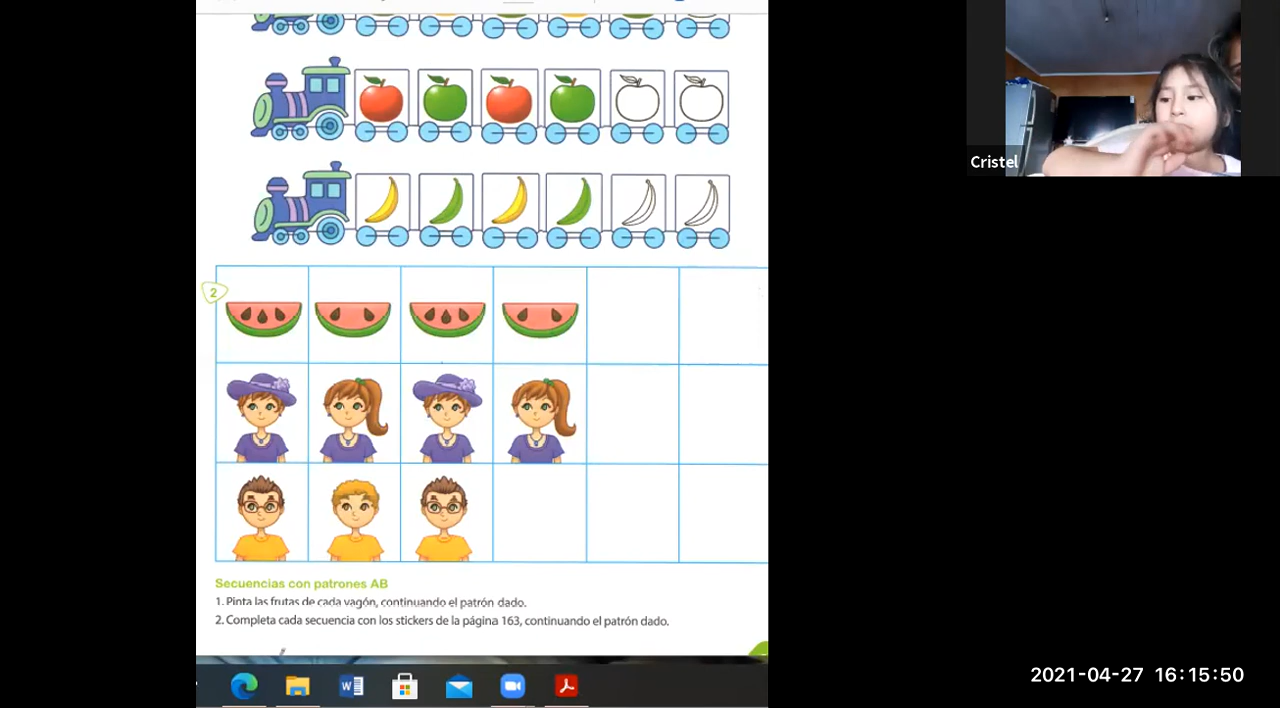 Cristel
2
Secuencias con patrones AB
1. Pinta las frutas de cada vagón, continuando el patrón dado.
2. Completa cada secuencia con los stickers de la página 163, continuando el patrón dado.
2021-04-27 16:15:50